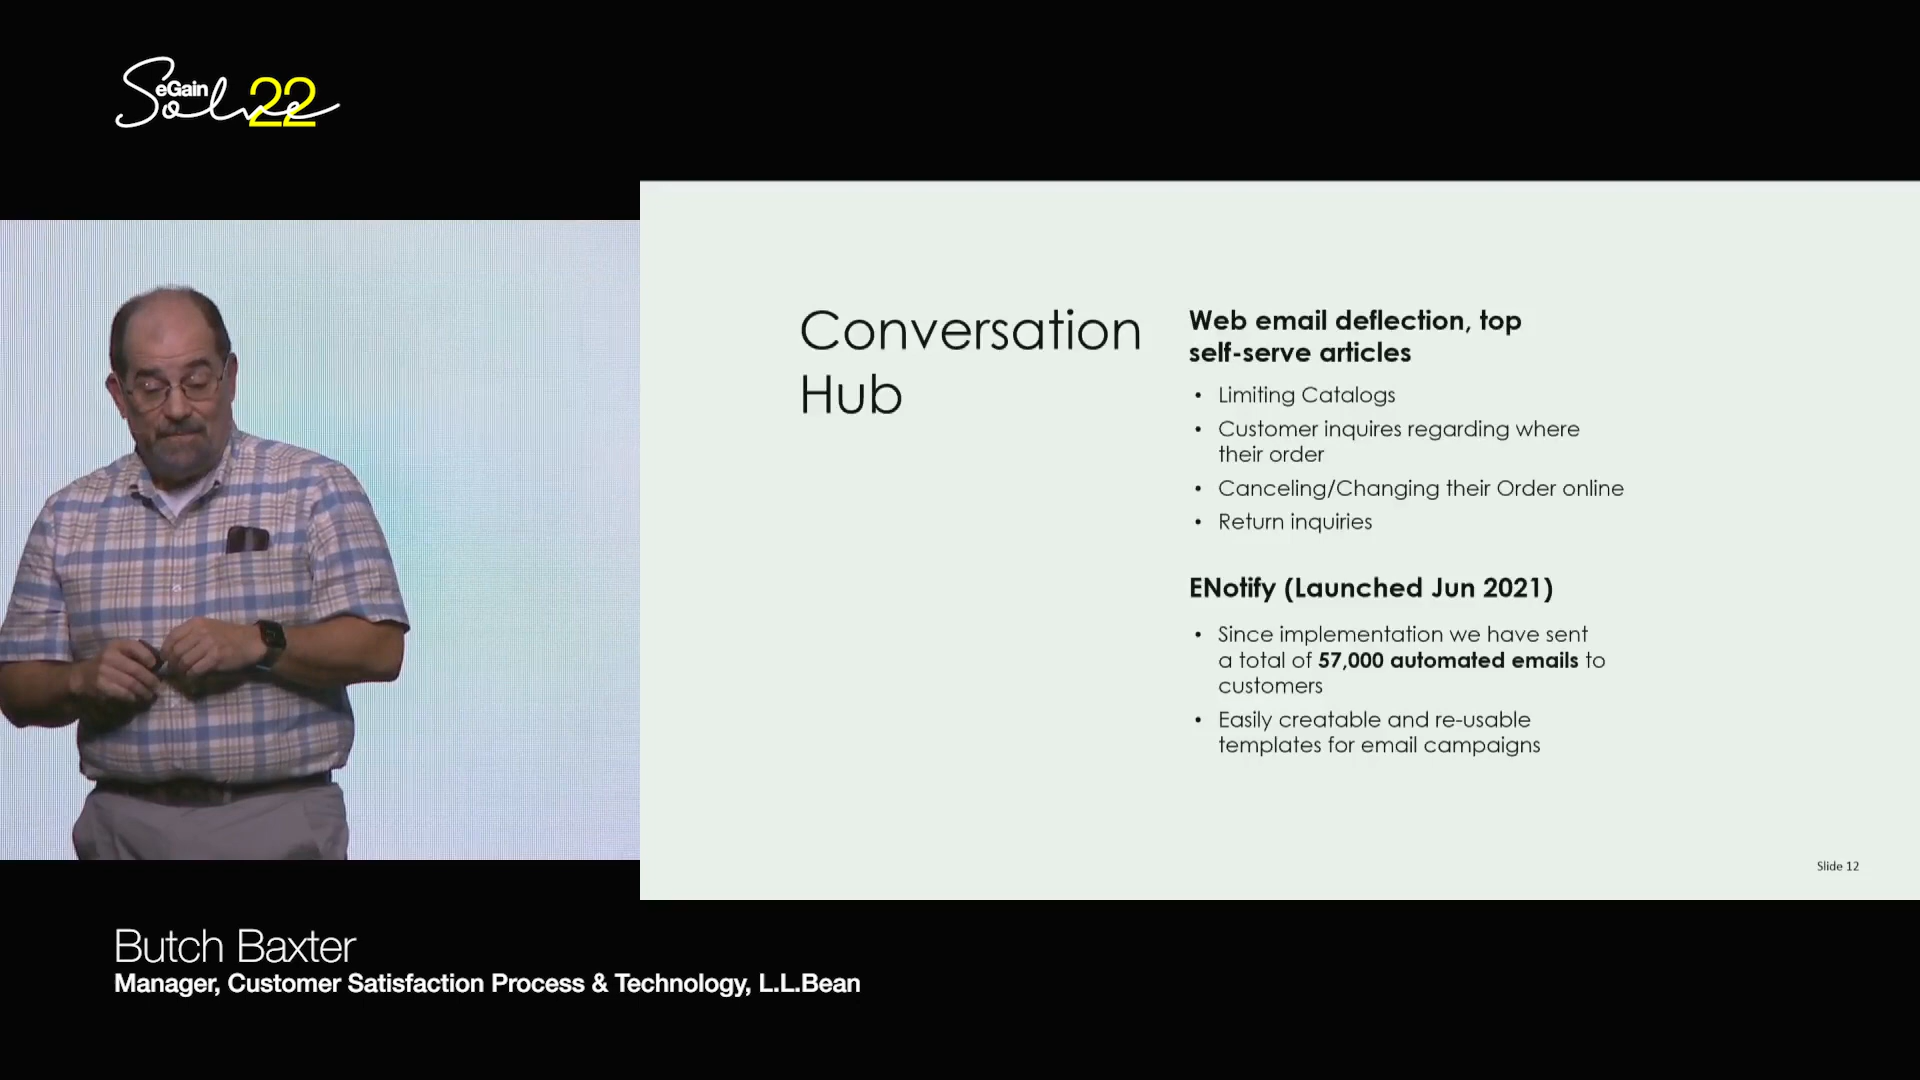 eGain
Solve 22
Conversation
Hub
Web email deflection, top
self-serve articles
• Limiting Catalogs
• Customer inquires regarding where
their order
• Canceling/Changing their Order online
• Return inquiries
ENotify (Launched Jun 2021)
• Since implementation we have sent
a total of 57,000 automated emails to
customers
• Easily creatable and re-usable
templates for email campaigns
Slide 12
Butch Baxter
Manager, Customer Satisfaction Process & Technology, L.L.Bean